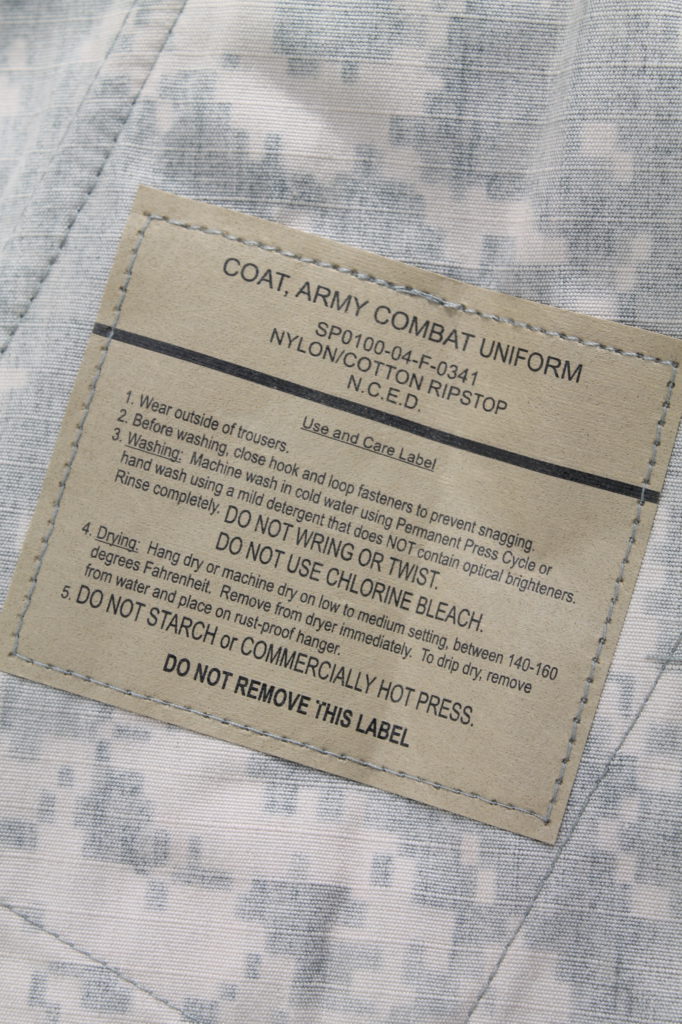 COAT, ARMY COMBAT UNIFORM
SP0100-04-F-0341
NYLON/COTTON RIPSTOP
N.C.E.D.
Use and Care Label
1. Wear outside of trousers.
2. Before washing, close hook and loop fasteners to prevent snagging.
3. Washing: Machine wash in cold water using Permanent Press Cycle or
hand wash using a mild detergent that does NOT contain optical brighteners.
Rinse completely. DO NOT WRING OR TWIST.
DO NOT USE CHLORINE BLEACH.
4. Drying: Hang dry or machine dry on low to medium setting, between 140-160
degrees Fahrenheit. Remove from dryer immediately. To drip dry, remove
from water and place on rust-proof hanger.
5. DO NOT STARCH or COMMERCIALLY HOT PRESS.
DO NOT REMOVE THIS LABEL